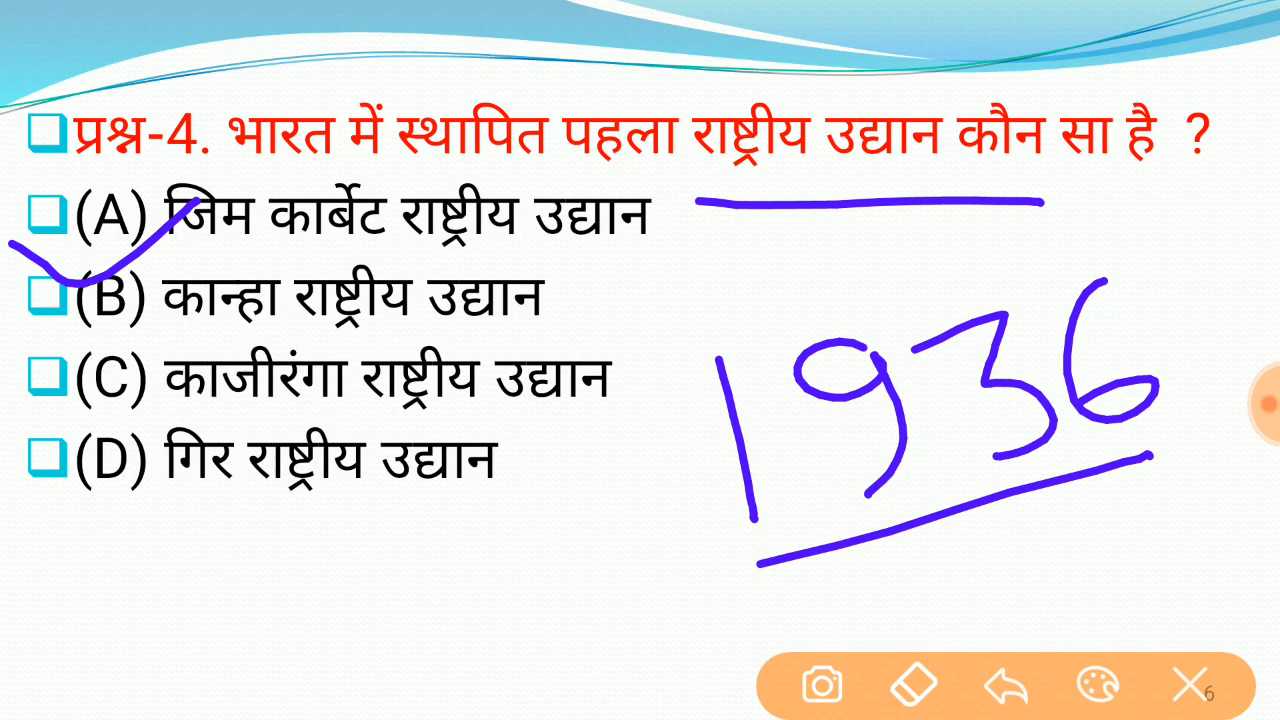 प्रश्न-4. भारत में स्थापित पहला राष्ट्रीय उद्यान कौन सा है ?
(A) जिम कार्बेट राष्ट्रीय उद्यान
(B) कान्हा राष्ट्रीय उद्यान
(C) काजीरंगा राष्ट्रीय उद्यान
(D) गिर राष्ट्रीय उद्यान
1936
6